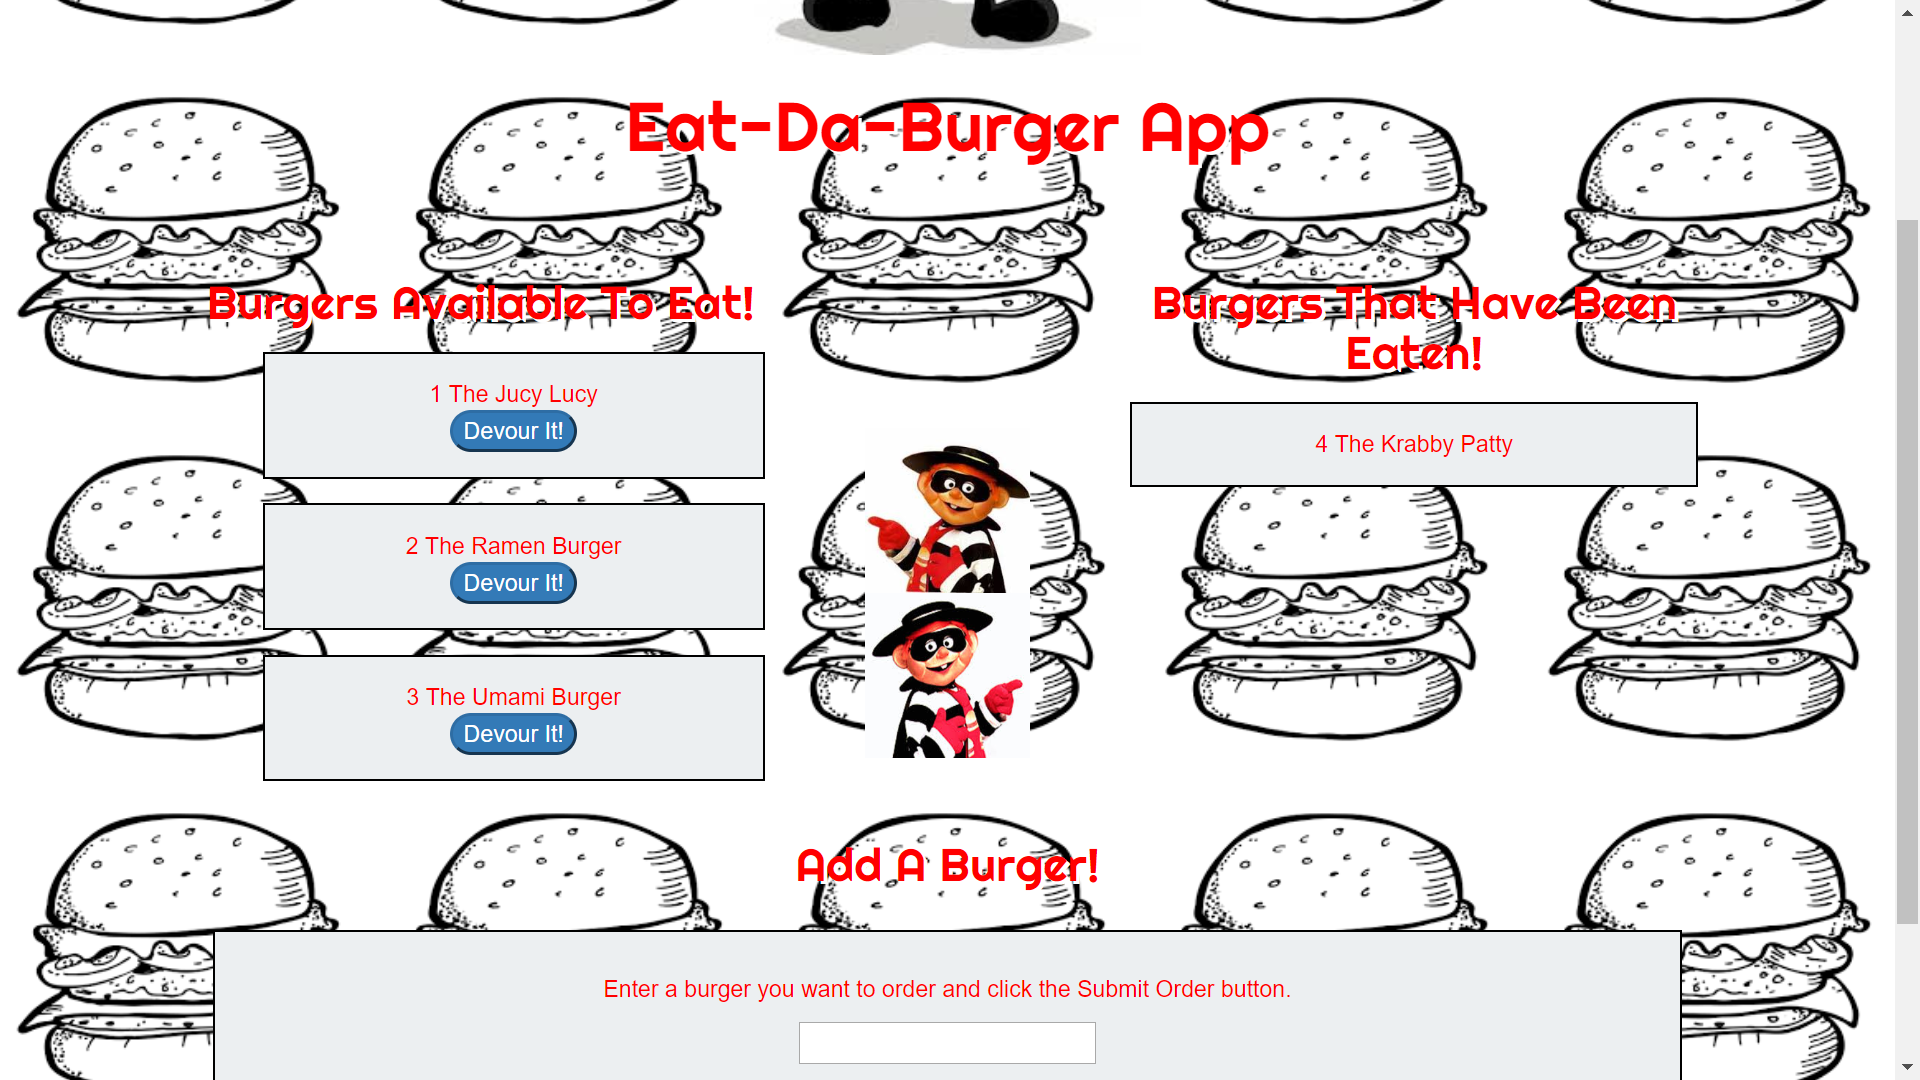 Eat-Da-Burger App
Burgers Available To Eat!
1 The Jucy Lucy
Devour It!
2 The Ramen Burger
Devour It!
3 The Umami Burger
Devour It!
Burgers That Have Been
Eaten!
4 The Krabby Patty
Add A Burger!
Enter a burger you want to order and click the Submit Order button.